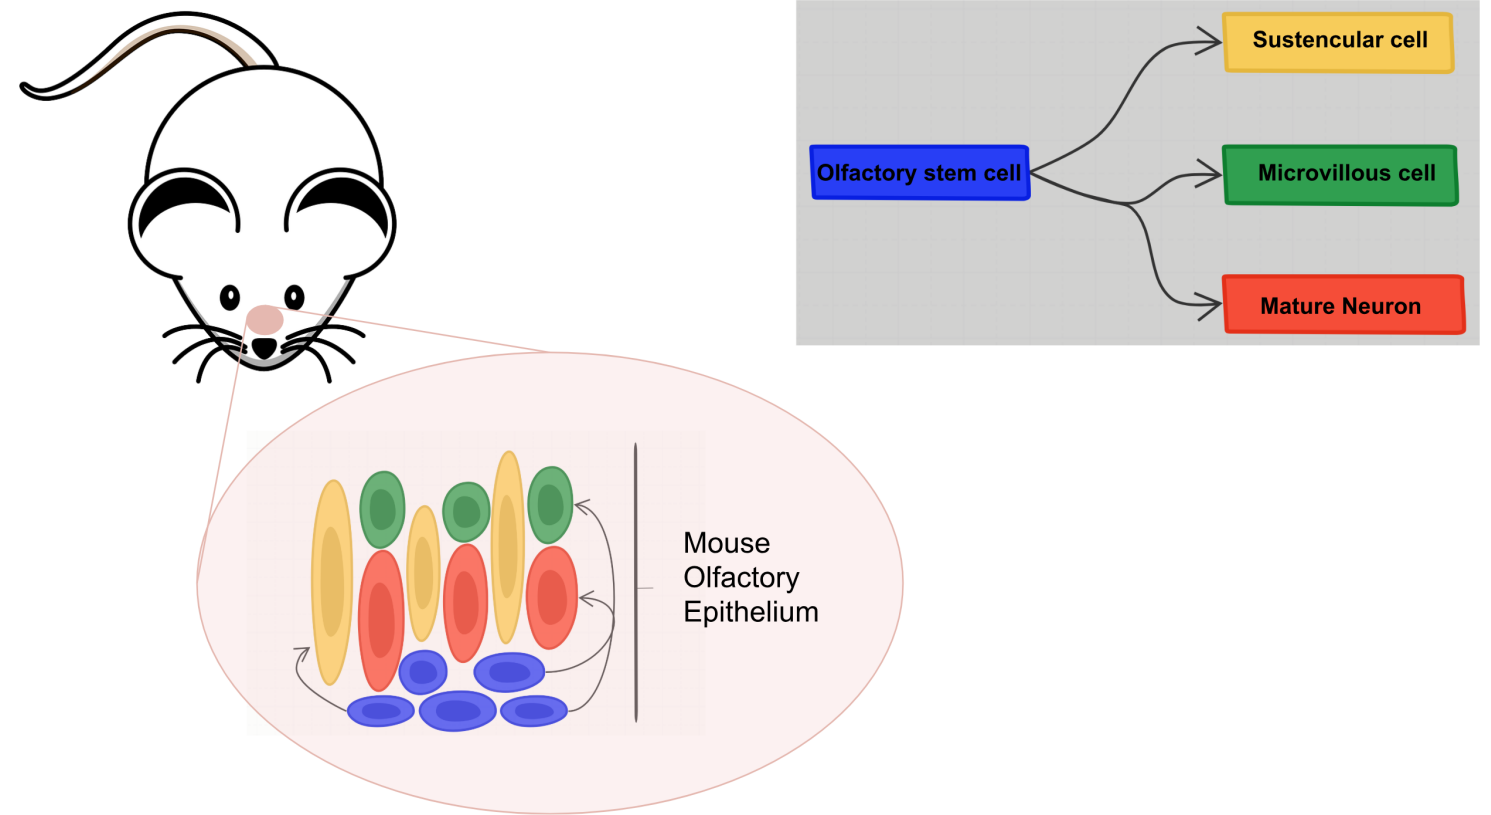 Sustencular cell
Olfactory stem cell
Microvillous cell
Mature Neuron
Mouse
Olfactory
Epithelium